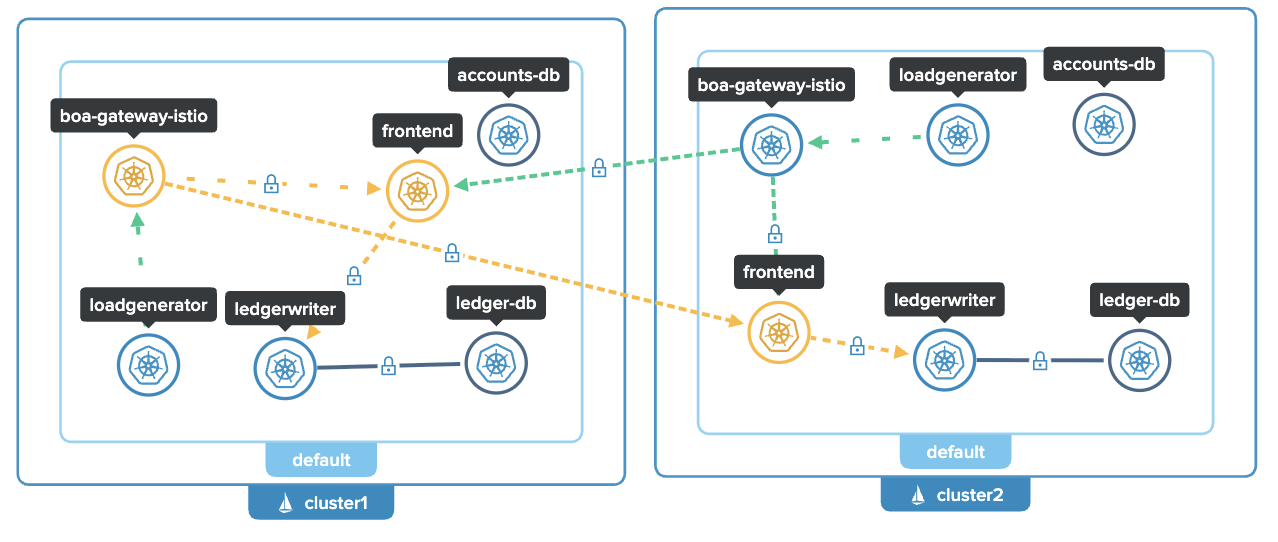 accounts-db
boa-gateway-istio
frontend
loadgenerator
ledgerwriter
ledger-db
default
cluster1
accounts-db
loadgenerator
boa-gateway-istio
frontend
ledgerwriter
ledger-db
default
cluster2